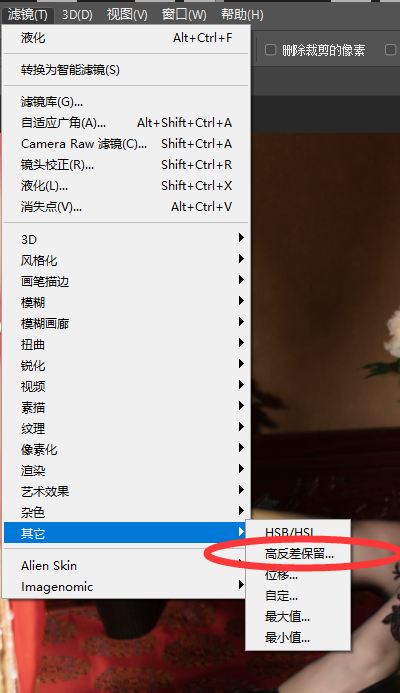 滤镜(T) 3D(D) 视图(V) 窗口(W) 帮助(H)
液化 Alt+Ctrl+F
删除裁剪的像素
转换为智能滤镜(S)
滤镜库(G)...
自适应广角(A)... Alt+Shift+Ctrl+A
Camera Raw 滤镜(C)... Shift+Ctrl+A
镜头校正(R)... Shift+Ctrl+R
液化(L)... Shift+Ctrl+X
消失点(V)... Alt+Ctrl+V
3D
风格化
画笔描边
模糊
模糊画廊
扭曲
锐化
视频
素描
纹理
像素化
渲染
艺术效果
杂色
其它
HSB/HSL
高反差保留...
位移...
自定...
最大值...
最小值...
Alien Skin
Imagenomic